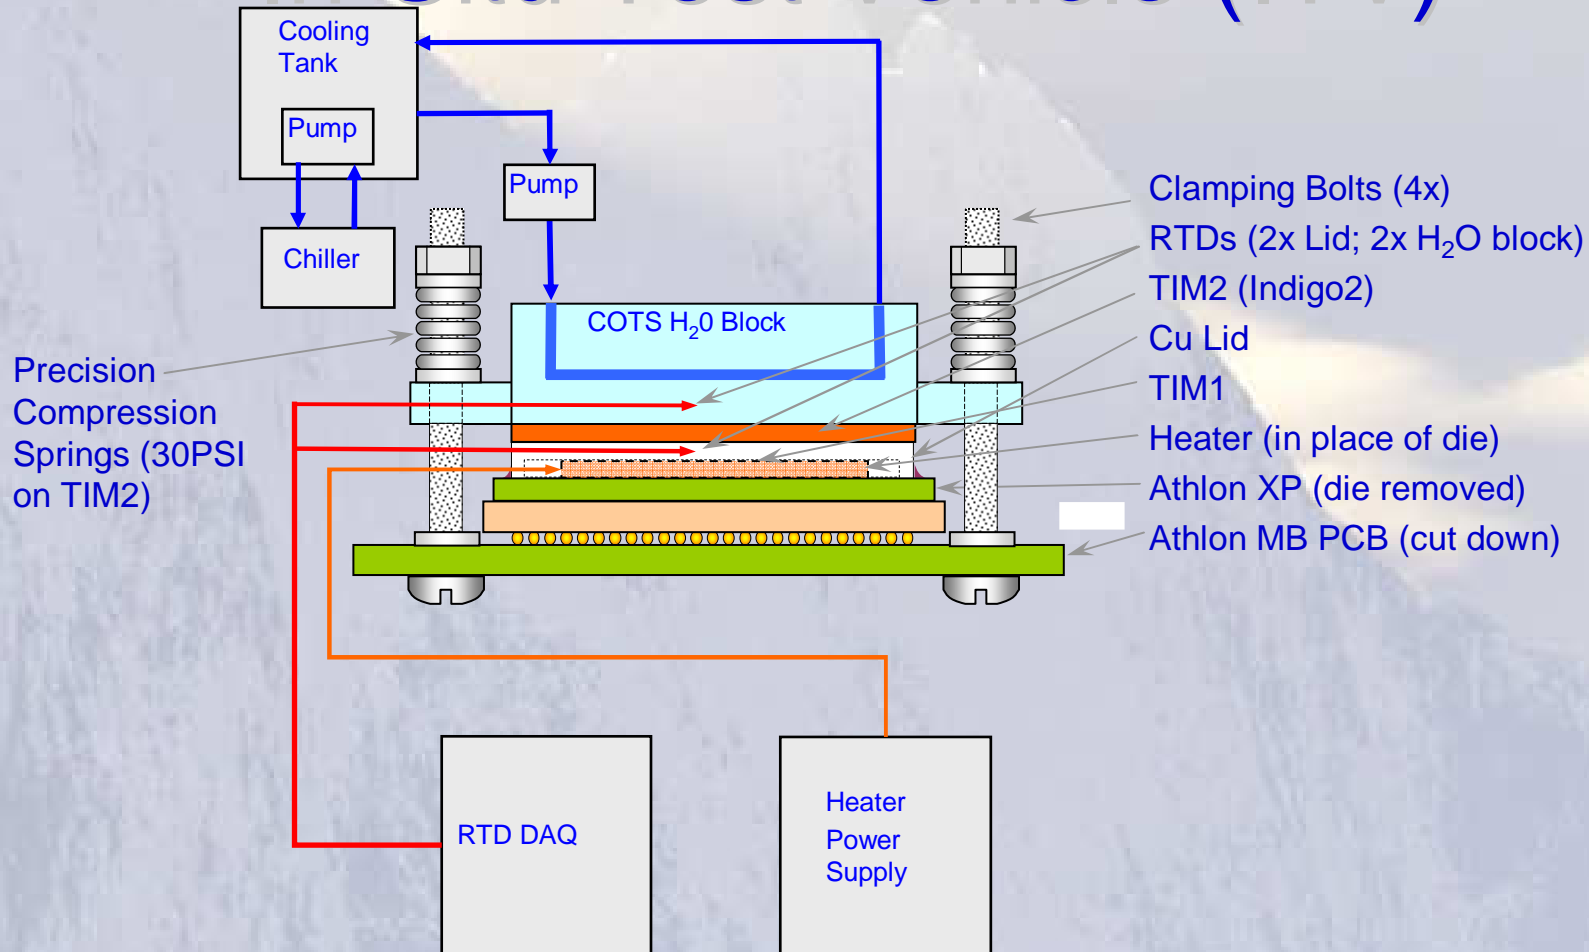 Cooling
Tank
Pump
Pump
Chiller
COTS H₂0 Block
Precision
Compression
Springs (30PSI
on TIM2)
Clamping Bolts (4x)
RTDs (2x Lid; 2x H₂O block)
TIM2 (Indigo2)
Cu Lid
TIM1
Heater (in place of die)
Athlon XP (die removed)
Athlon MB PCB (cut down)
RTD DAQ
Heater
Power
Supply